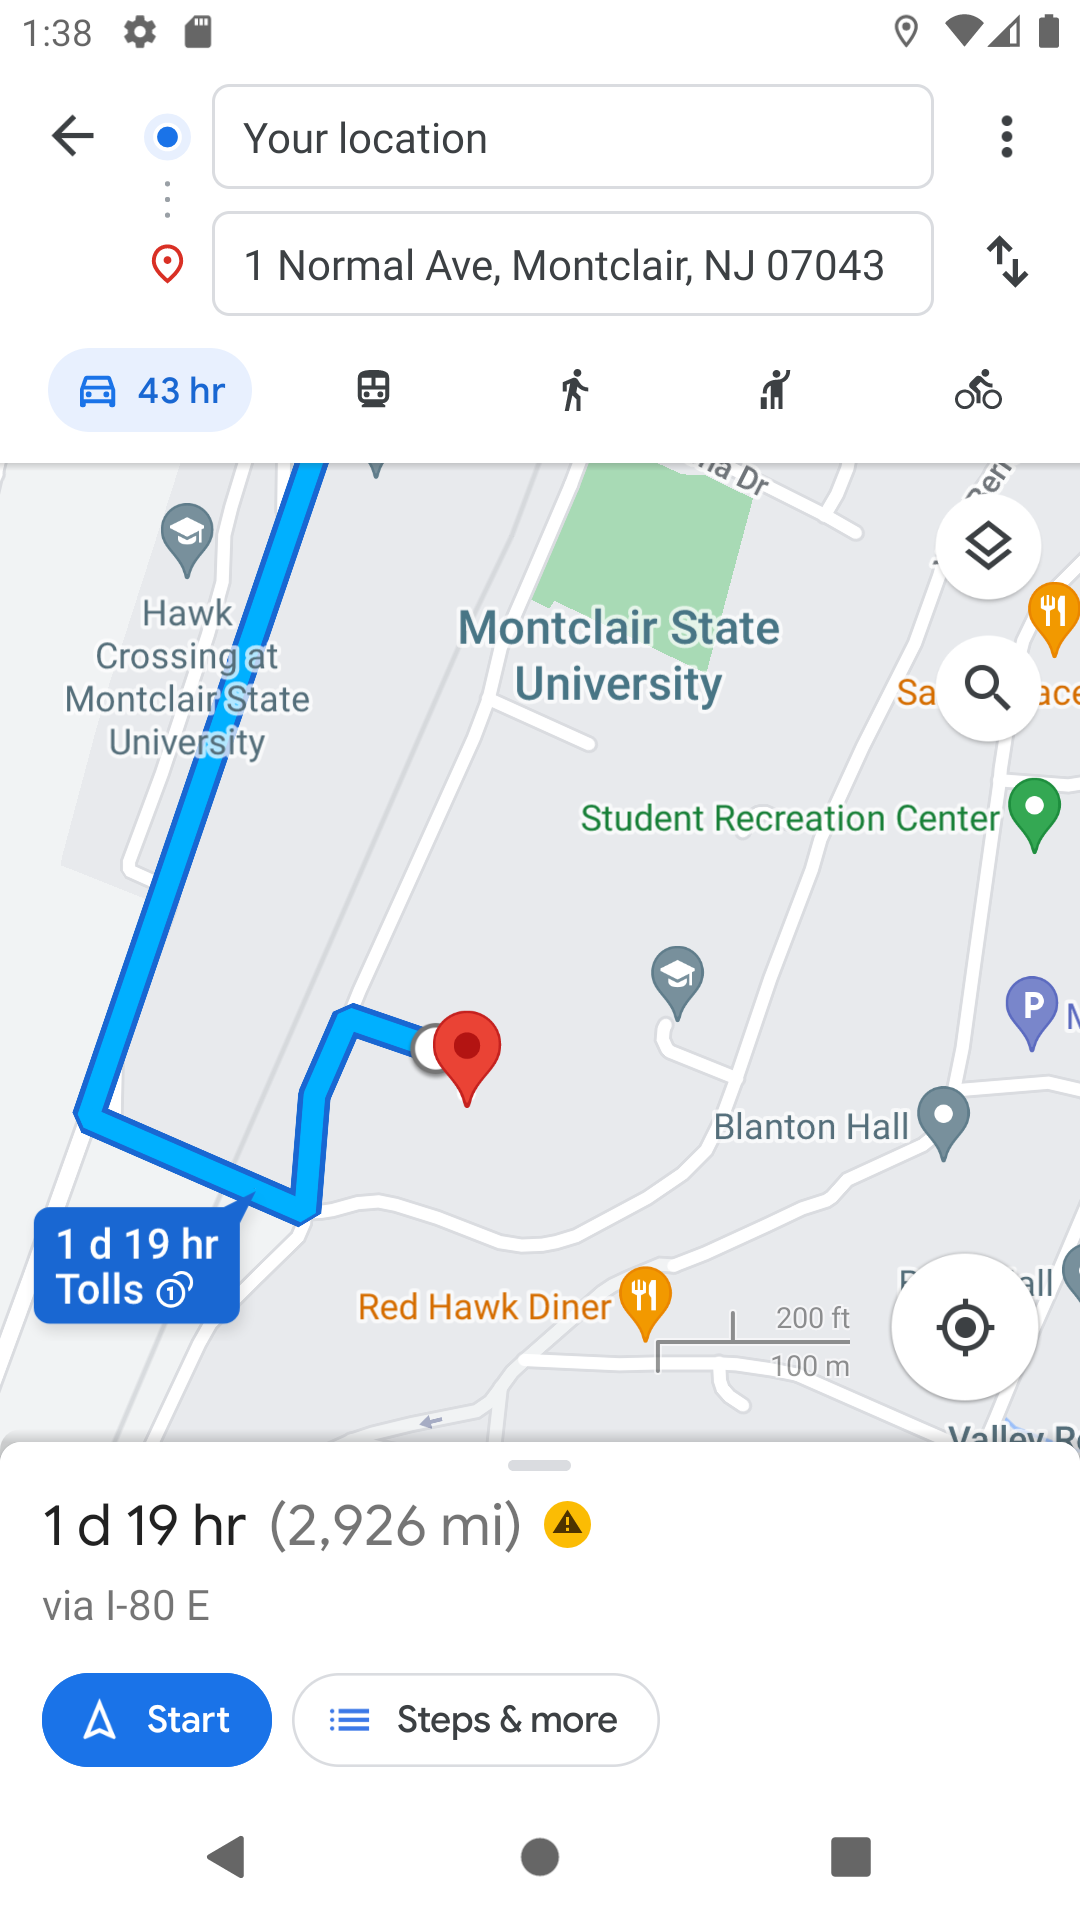 1:38
Your location
1 Normal Ave, Montclair, NJ 07043
43 hr
Hawk
Crossing at
Montclair State
University
Montclair State
University
Student Recreation Center
P
Blanton Hall
1 d 19 hr
Tolls
Red Hawk Diner
200 ft
100 m
Valley
1 d 19 hr (2,926 mi)
via I-80 E
Start
Steps & more